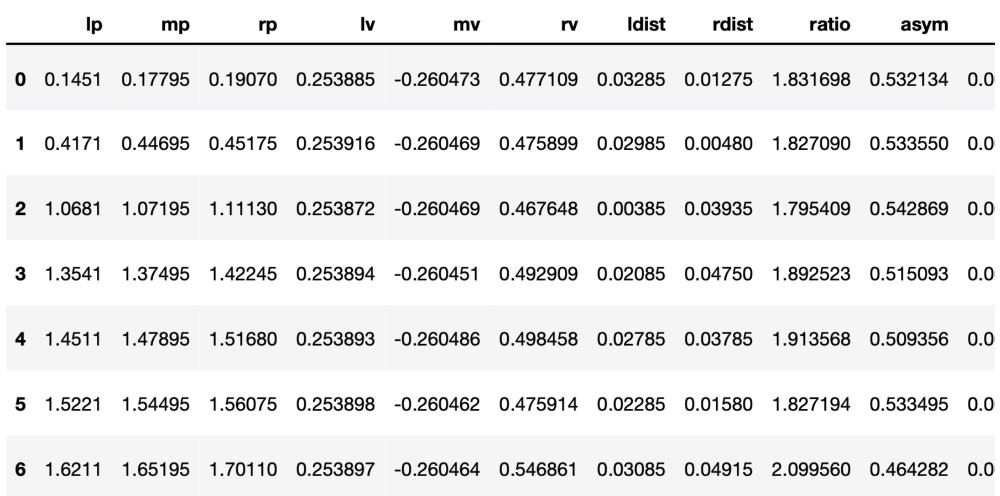 lp mp rp lv mv rv ldist rdist ratio asym
0 0.1451 0.17795 0.19070 0.253885 -0.260473 0.477109 0.03285 0.01275 1.831698 0.532134 0.0
1 0.4171 0.44695 0.45175 0.253916 -0.260469 0.475899 0.02985 0.00480 1.827090 0.533550 0.0
2 1.0681 1.07195 1.11130 0.253872 -0.260469 0.467648 0.00385 0.03935 1.795409 0.542869 0.0
3 1.3541 1.37495 1.42245 0.253894 -0.260451 0.492909 0.02085 0.04750 1.892523 0.515093 0.0
4 1.4511 1.47895 1.51680 0.253893 -0.260486 0.498458 0.02785 0.03785 1.913568 0.509356 0.0
5 1.5221 1.54495 1.56075 0.253898 -0.260462 0.475914 0.02285 0.01580 1.827194 0.533495 0.0
6 1.6211 1.65195 1.70110 0.253897 -0.260464 0.546861 0.03085 0.04915 2.099560 0.464282 0.0